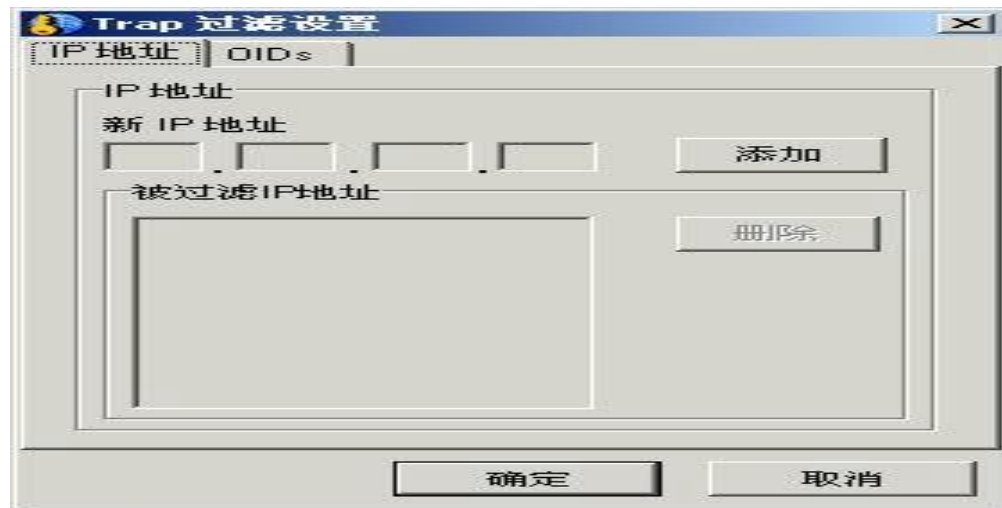 Trap 过滤设置
IP 地址 OIDs
IP 地址
新 IP 地址
. . . 添加
被过滤IP地址
删除
确定 取消